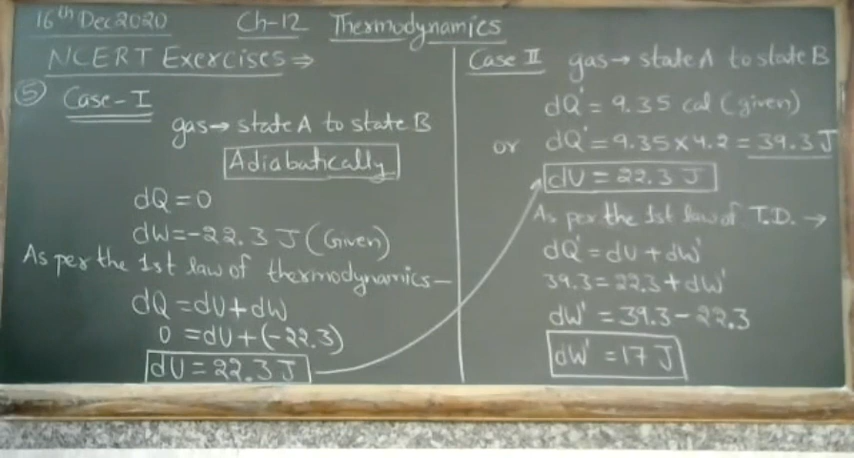 16th Dec 2020 Ch-12 Thermodynamics
NCERT Exercises ⇒
(5) Case-I
gas → state A to state B
Adiabatically
dQ = 0
dW = -22.3 J (Given)
As per the 1st law of thermodynamics—
dQ = dU + dW
0 = dU + (-22.3)
dU = 22.3 J
Case II gas → state A to state B
dQ' = 9.35 cal (given)
or dQ' = 9.35 × 4.2 = 39.3 J
dU = 22.3 J
As per the 1st law of T.D. →
dQ' = dU + dW'
39.3 = 22.3 + dW'
dW' = 39.3 - 22.3
dW' = 17 J